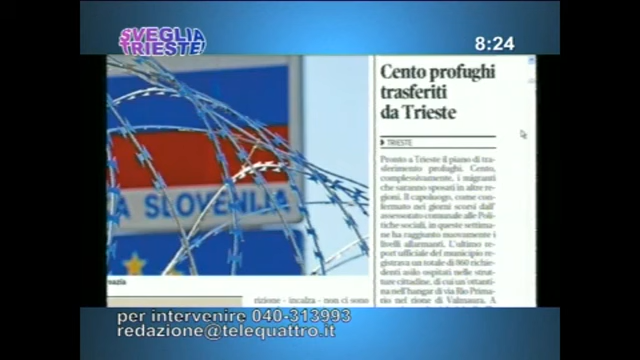 SVEGLIA
TRIESTE!
8:24
Cento profughi
trasferiti
da Trieste
TRIESTE
Pronto a Trieste il piano di tra-
sferimento profughi. Cento,
complessivamente, i migranti
che saranno spostati in altre re-
gioni. Il capoluogo, come con-
fermato nei giorni scorsi dall'
assessorato comunale alle Poli-
tiche sociali, in queste settima-
ne ha raggiunto nuovamente i
livelli allarmanti. L'ultimo re-
port ufficiale del municipio re-
gistrava un totale di 860 richie-
denti asilo ospitati nelle strut-
ture cittadine, di cui un'ottanti-
na nell'hangar di via Rio Prima-
rio nel rione di Valmaura. A
A SLOVENIJA
rizione - incalza - non ci sono
per intervenire 040-313993
redazione@telequattro.it